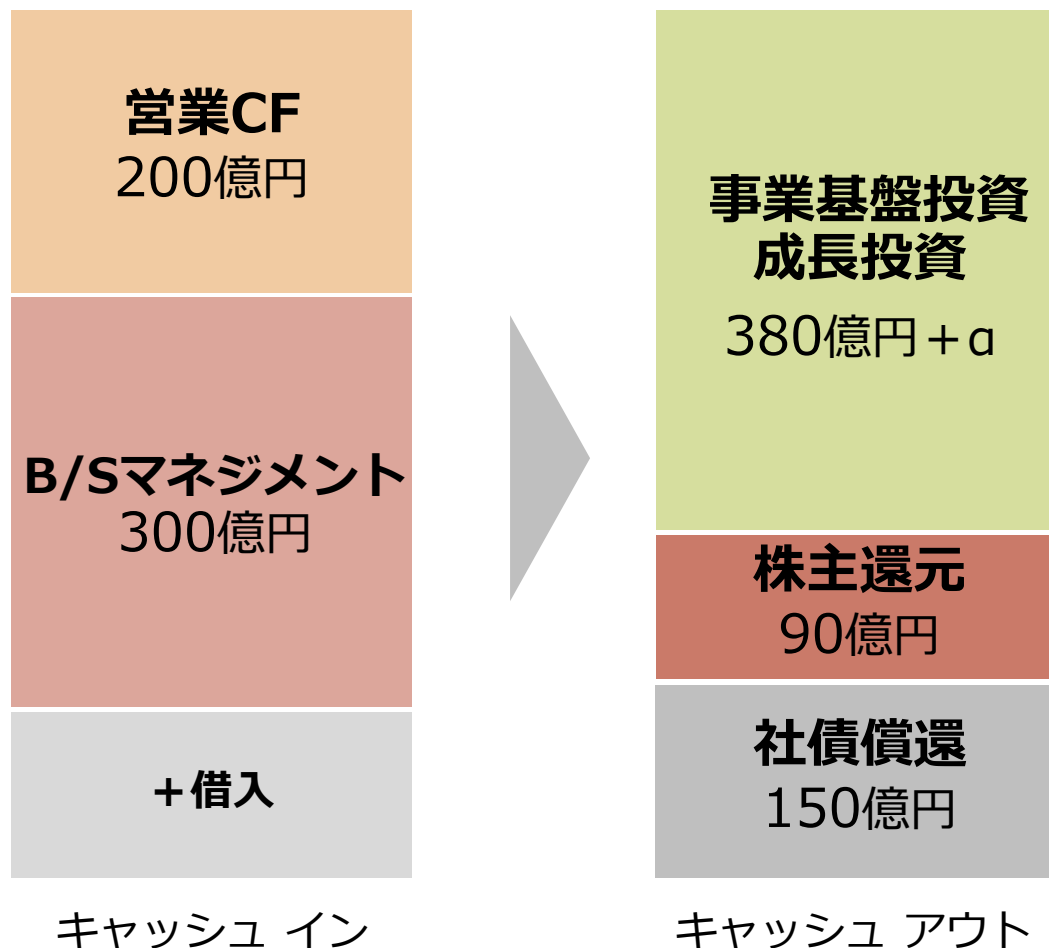 営業CF
200億円
B/Sマネジメント
300億円
+借入
キャッシュ イン
事業基盤投資
成長投資
380億円+α
株主還元
90億円
社債償還
150億円
キャッシュ アウト